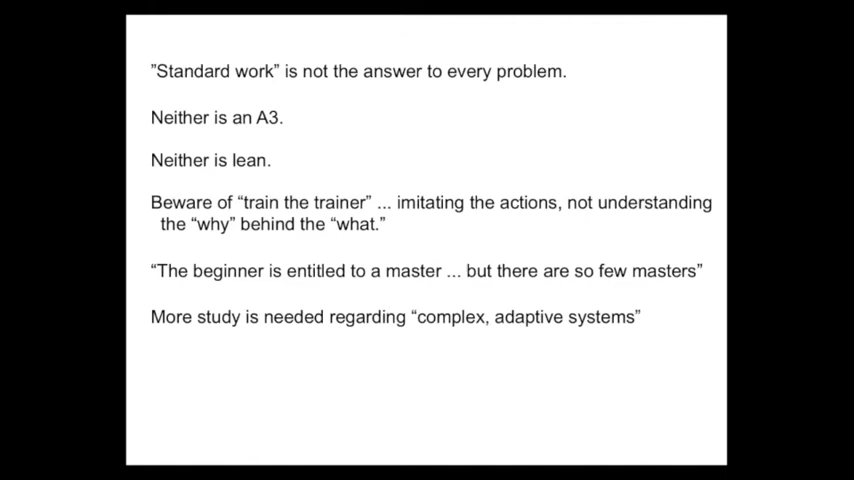 ”Standard work” is not the answer to every problem.
Neither is an A3.
Neither is lean.
Beware of “train the trainer” ... imitating the actions, not understanding
the “why” behind the “what.”
“The beginner is entitled to a master ... but there are so few masters”
More study is needed regarding “complex, adaptive systems”